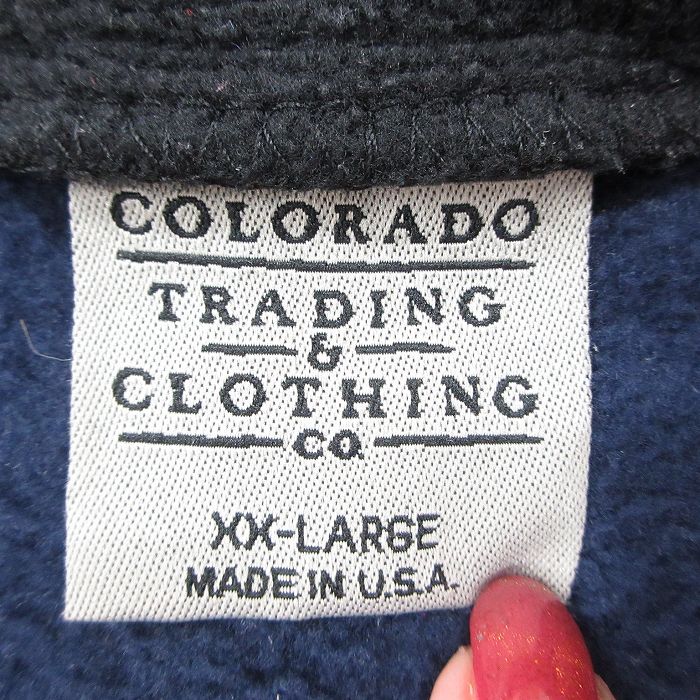 COLORADO
TRADING
&
CLOTHING
CO.
XX-LARGE
MADE IN U.S.A.